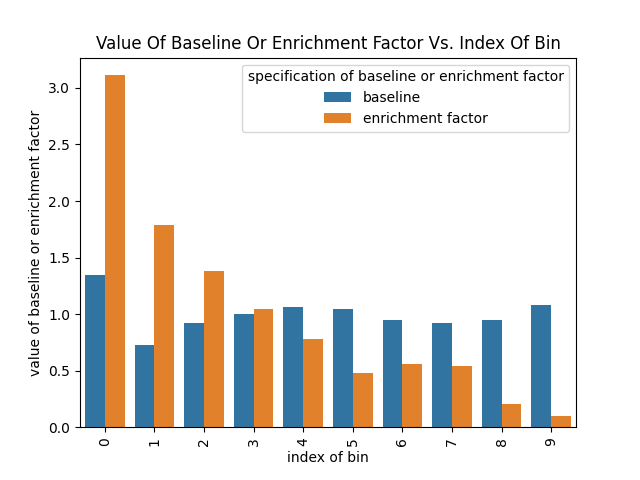 Value Of Baseline Or Enrichment Factor Vs. Index Of Bin
specification of baseline or enrichment factor
baseline
enrichment factor
value of baseline or enrichment factor
3.0
2.5
2.0
1.5
1.0
0.5
0.0
0 1 2 3 4 5 6 7 8 9
index of bin